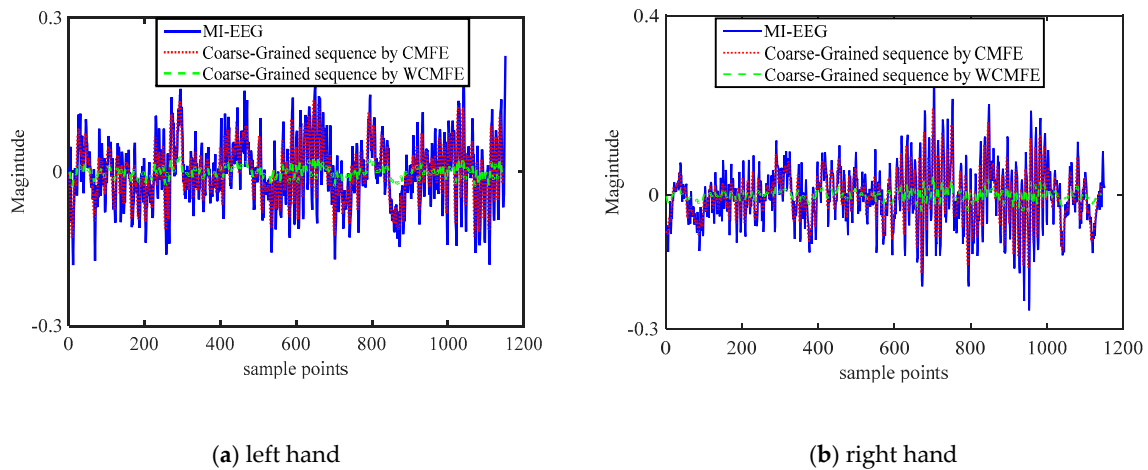 0.3
MI-EEG
Coarse-Grained sequence by CMFE
Coarse-Grained sequence by WCMFE
Magintude
0
-0.3
0 200 400 600 800 1000 1200
sample points
(a) left hand
0.4
MI-EEG
Coarse-Grained sequence by CMFE
Coarse-Grained sequence by WCMFE
Magintude
0
-0.3
0 200 400 600 800 1000 1200
sample points
(b) right hand